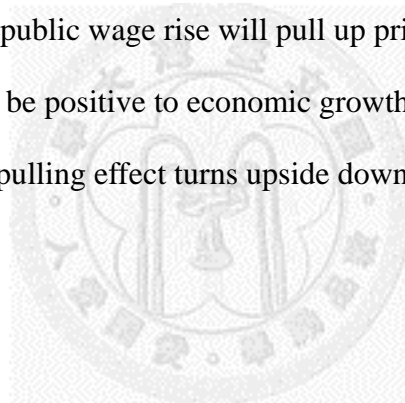 public wage rise will pull up pri
be positive to economic growth
pulling effect turns upside down